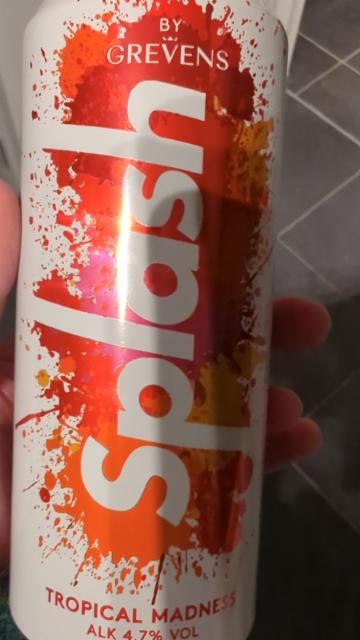 BY
GREVENS
Splash
TROPICAL MADNESS
ALK 4,7% VOL